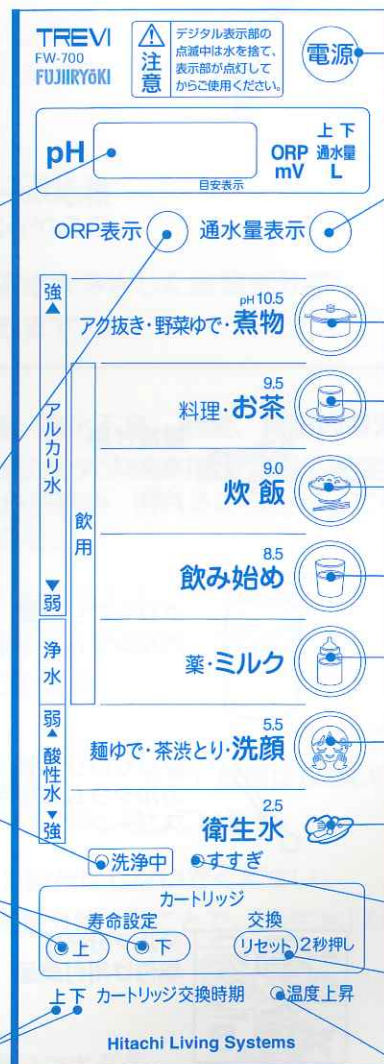 TREVI
FW-700
FUJIIRYōKI
注意
デジタル表示部の
点滅中は水を捨て、
表示部が点灯して
からご使用ください。
電源
pH
目安表示
ORP
mV
上 下
通水量
L
ORP表示
通水量表示
強▲
アルカリ水
▼弱
浄水
弱▲
酸性水
▼強
飲用
pH10.5
アク抜き・野菜ゆで・煮物
9.5
料理・お茶
9.0
炊飯
8.5
飲み始め
薬・ミルク
5.5
麺ゆで・茶渋とり・洗顔
2.5
衛生水
洗浄中
すすぎ
カートリッジ
寿命設定
交換
上
下
リセット
2秒押し
上下 カートリッジ交換時期
温度上昇
Hitachi Living Systems